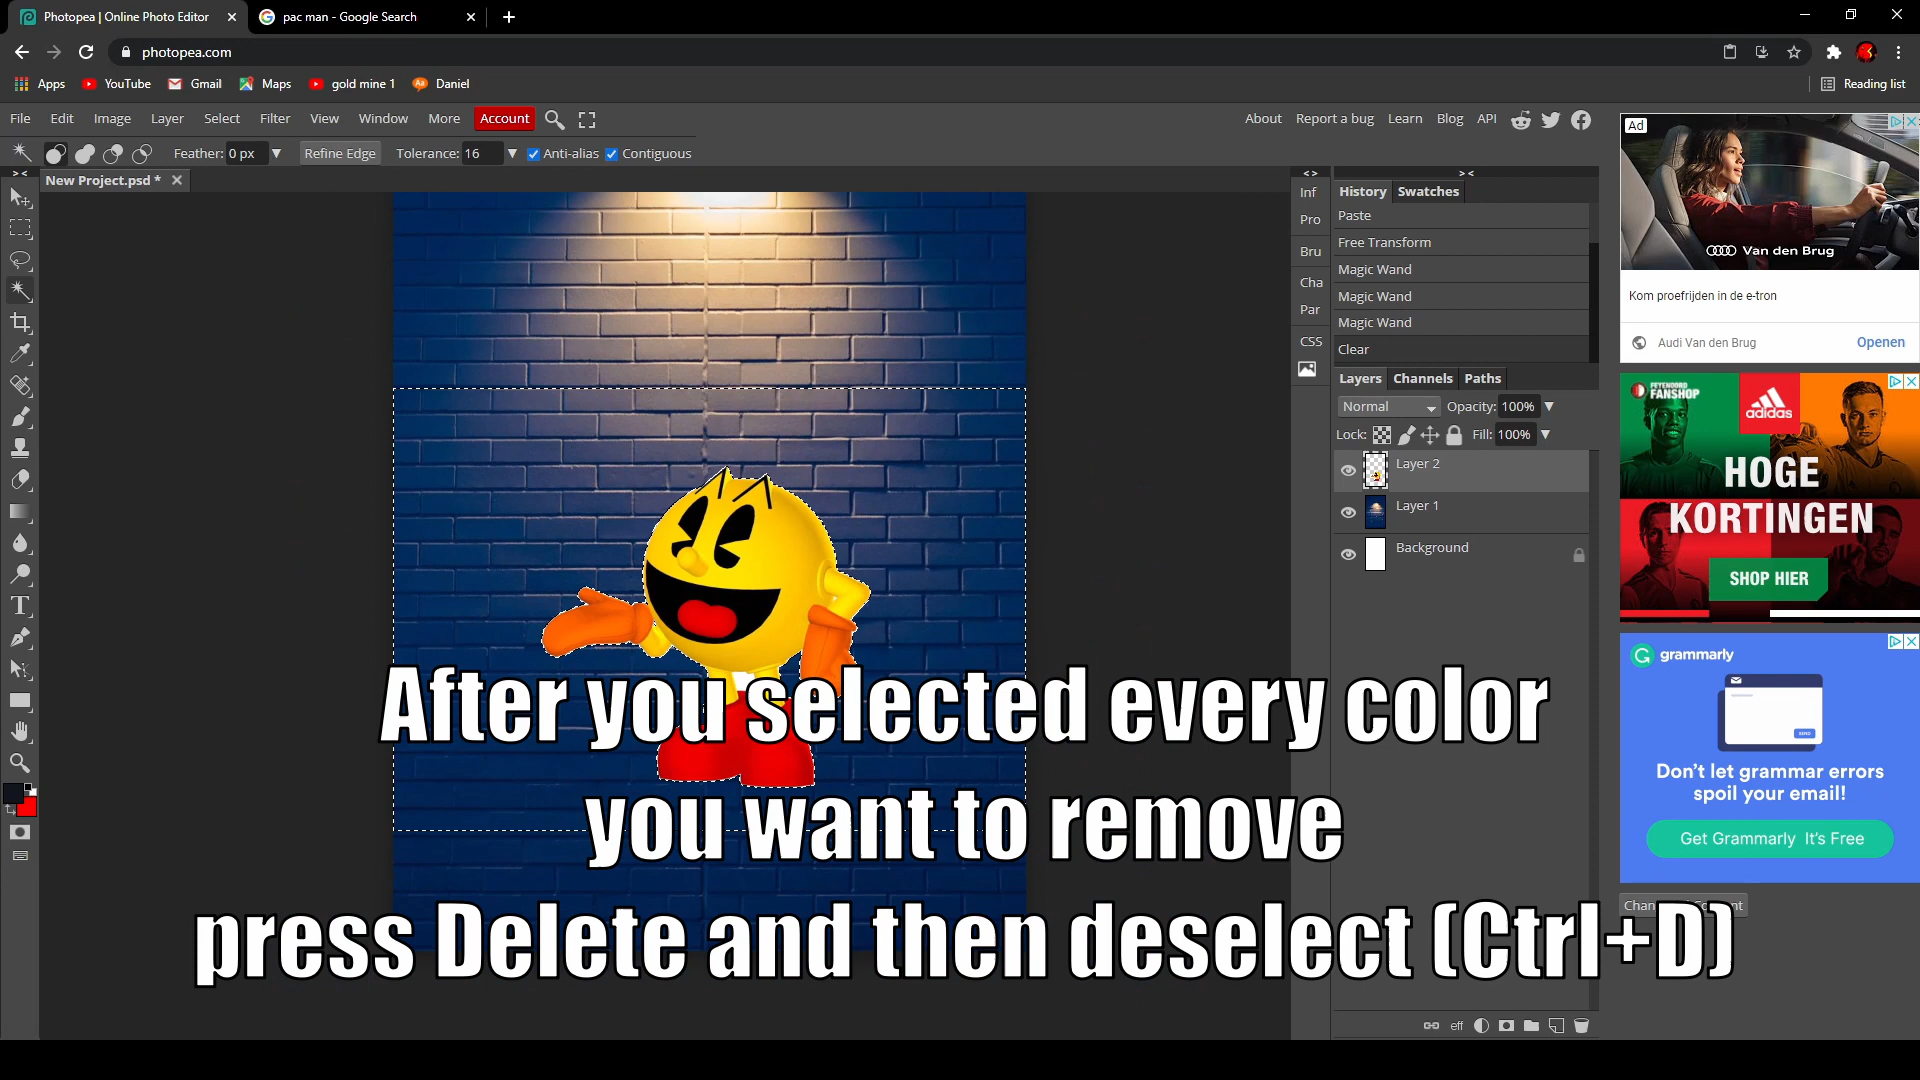 Photopea | Online Photo Editor
pac man - Google Search
photopea.com
Apps
YouTube
Gmail
Maps
gold mine 1
Aa
Daniel
Reading list
File Edit Image Layer Select Filter View Window More Account
About Report a bug Learn Blog API
Feather: 0 px Refine Edge Tolerance: 16 Anti-alias Contiguous
New Project.psd *
Inf
Pro
Bru
Cha
Par
CSS
History Swatches
Paste
Free Transform
Magic Wand
Magic Wand
Magic Wand
Clear
Layers Channels Paths
Normal Opacity: 100%
Lock: Fill: 100%
Layer 2
Layer 1
Background
eff
Ad
Van den Brug
Kom proefrijden in de e-tron
Audi Van den Brug Openen
FEYENOORD
FANSHOP
adidas
HOGE
KORTINGEN
SHOP HIER
grammarly
SEND
Don't let grammar errors
spoil your email!
Get Grammarly It's Free
After you selected every color
you want to remove
press Delete and then deselect (Ctrl+D)